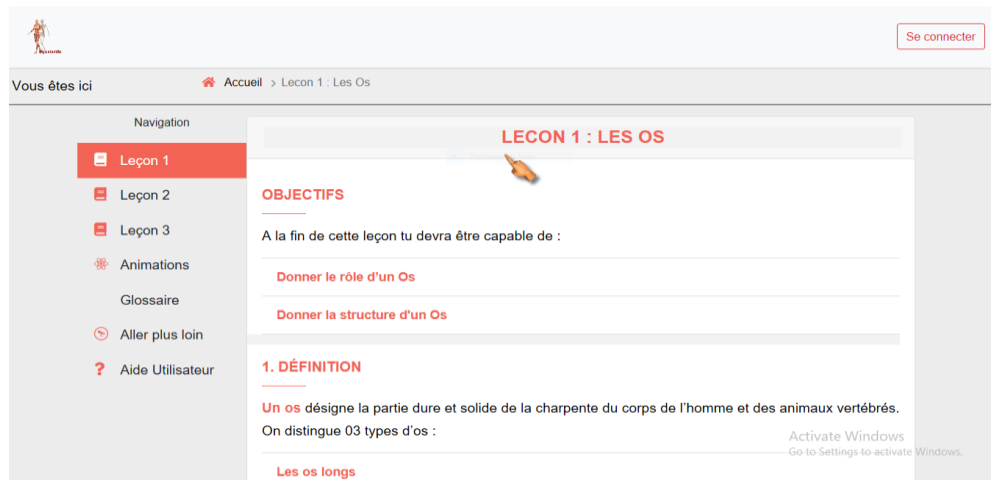 Se connecter
Vous êtes ici
Accueil > Lecon 1 : Les Os
Navigation
Leçon 1
Leçon 2
Leçon 3
Animations
Glossaire
Aller plus loin
? Aide Utilisateur
LECON 1 : LES OS
OBJECTIFS
A la fin de cette leçon tu devra être capable de :
Donner le rôle d'un Os
Donner la structure d'un Os
1. DÉFINITION
Un os désigne la partie dure et solide de la charpente du corps de l'homme et des animaux vertébrés.
On distingue 03 types d'os :
Les os longs
Activate Windows
Go to Settings to activate Windows.